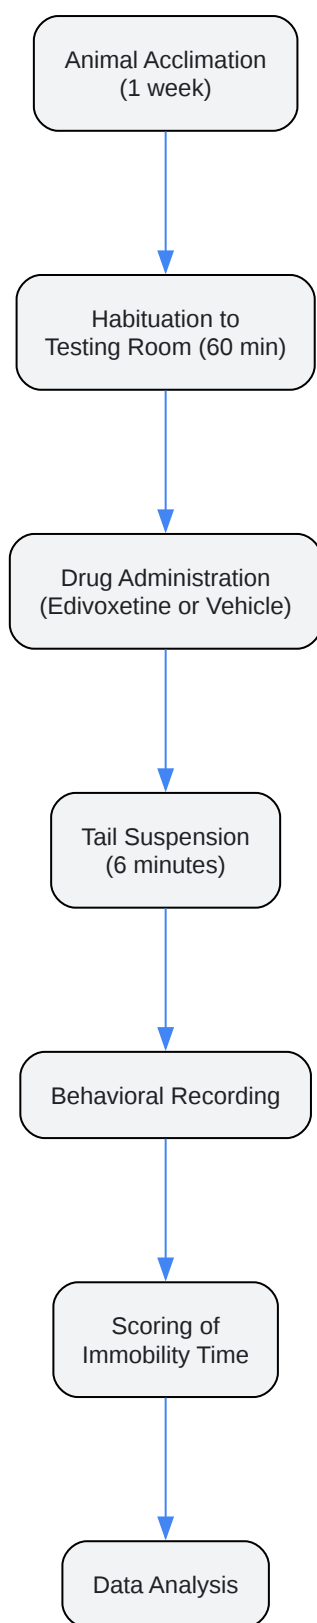 Animal Acclimation
(1 week)
Habituation to
Testing Room (60 min)
Drug Administration
(Edivoxetine or Vehicle)
Tail Suspension
(6 minutes)
Behavioral Recording
Scoring of
Immobility Time
Data Analysis